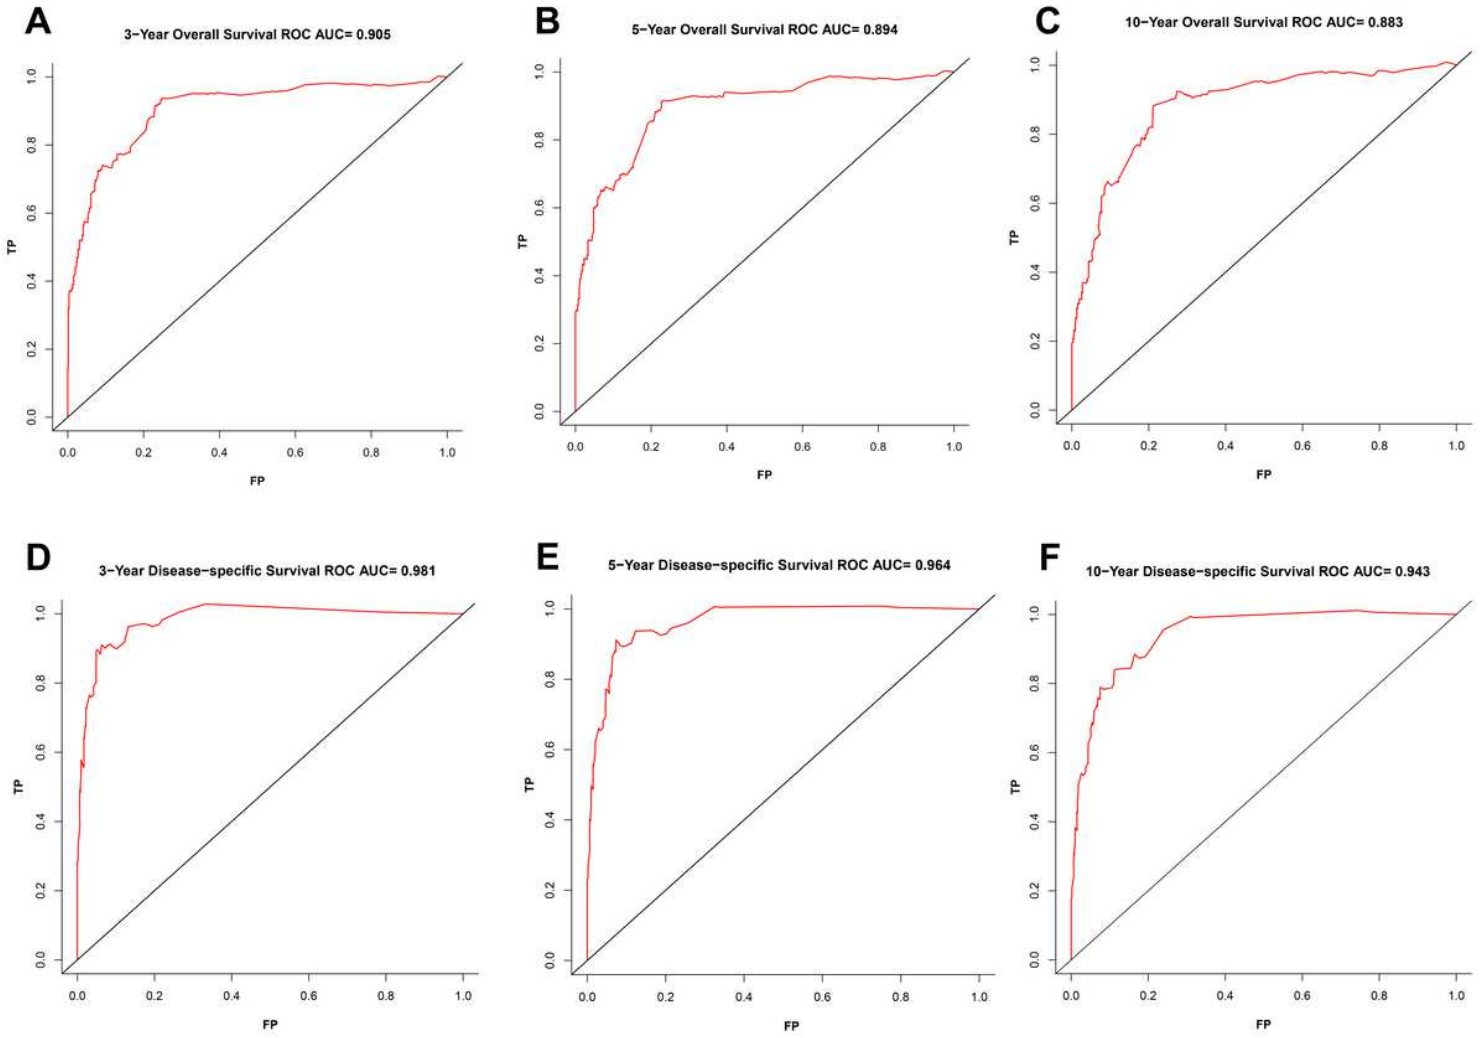 A
3−Year Overall Survival ROC AUC= 0.905
TP
0.0 0.2 0.4 0.6 0.8 1.0
0.0 0.2 0.4 0.6 0.8 1.0
FP
B
5−Year Overall Survival ROC AUC= 0.894
TP
0.0 0.2 0.4 0.6 0.8 1.0
0.0 0.2 0.4 0.6 0.8 1.0
FP
C
10−Year Overall Survival ROC AUC= 0.883
TP
0.0 0.2 0.4 0.6 0.8 1.0
0.0 0.2 0.4 0.6 0.8 1.0
FP
D
3−Year Disease−specific Survival ROC AUC= 0.981
TP
0.0 0.2 0.4 0.6 0.8 1.0
0.0 0.2 0.4 0.6 0.8 1.0
FP
E
5−Year Disease−specific Survival ROC AUC= 0.964
TP
0.0 0.2 0.4 0.6 0.8 1.0
0.0 0.2 0.4 0.6 0.8 1.0
FP
F
10−Year Disease−specific Survival ROC AUC= 0.943
TP
0.0 0.2 0.4 0.6 0.8 1.0
0.0 0.2 0.4 0.6 0.8 1.0
FP